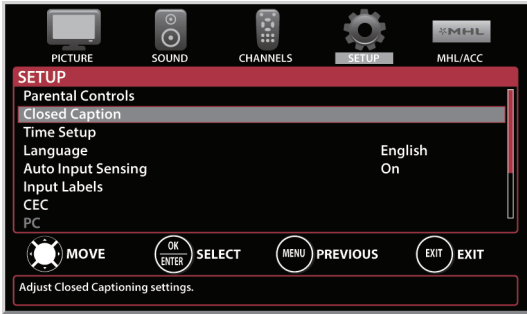 MHL
PICTURE SOUND CHANNELS SETUP MHL/ACC
SETUP
Parental Controls
Closed Caption
Time Setup
Language English
Auto Input Sensing On
Input Labels
CEC
PC
MOVE OK ENTER SELECT MENU PREVIOUS EXIT EXIT
Adjust Closed Captioning settings.